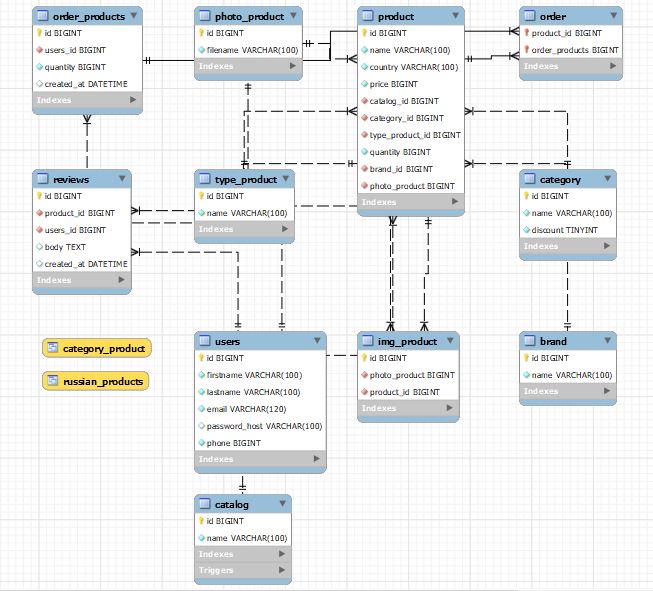 order_products
id BIGINT
users_id BIGINT
quantity BIGINT
created_at DATETIME
Indexes
photo_product
id BIGINT
filename VARCHAR(100)
Indexes
product
id BIGINT
name VARCHAR(100)
country VARCHAR(100)
price BIGINT
catalog_id BIGINT
category_id BIGINT
type_product_id BIGINT
quantity BIGINT
brand_id BIGINT
photo_product BIGINT
Indexes
order
product_id BIGINT
order_products BIGINT
Indexes
reviews
id BIGINT
product_id BIGINT
users_id BIGINT
body TEXT
created_at DATETIME
Indexes
type_product
id BIGINT
name VARCHAR(100)
Indexes
category
id BIGINT
name VARCHAR(100)
discount TINYINT
Indexes
category_product
russian_products
users
id BIGINT
firstname VARCHAR(100)
lastname VARCHAR(100)
email VARCHAR(120)
password_host VARCHAR(100)
phone BIGINT
Indexes
img_product
id BIGINT
photo_product BIGINT
product_id BIGINT
Indexes
brand
id BIGINT
name VARCHAR(100)
Indexes
catalog
id BIGINT
name VARCHAR(100)
Indexes
Triggers